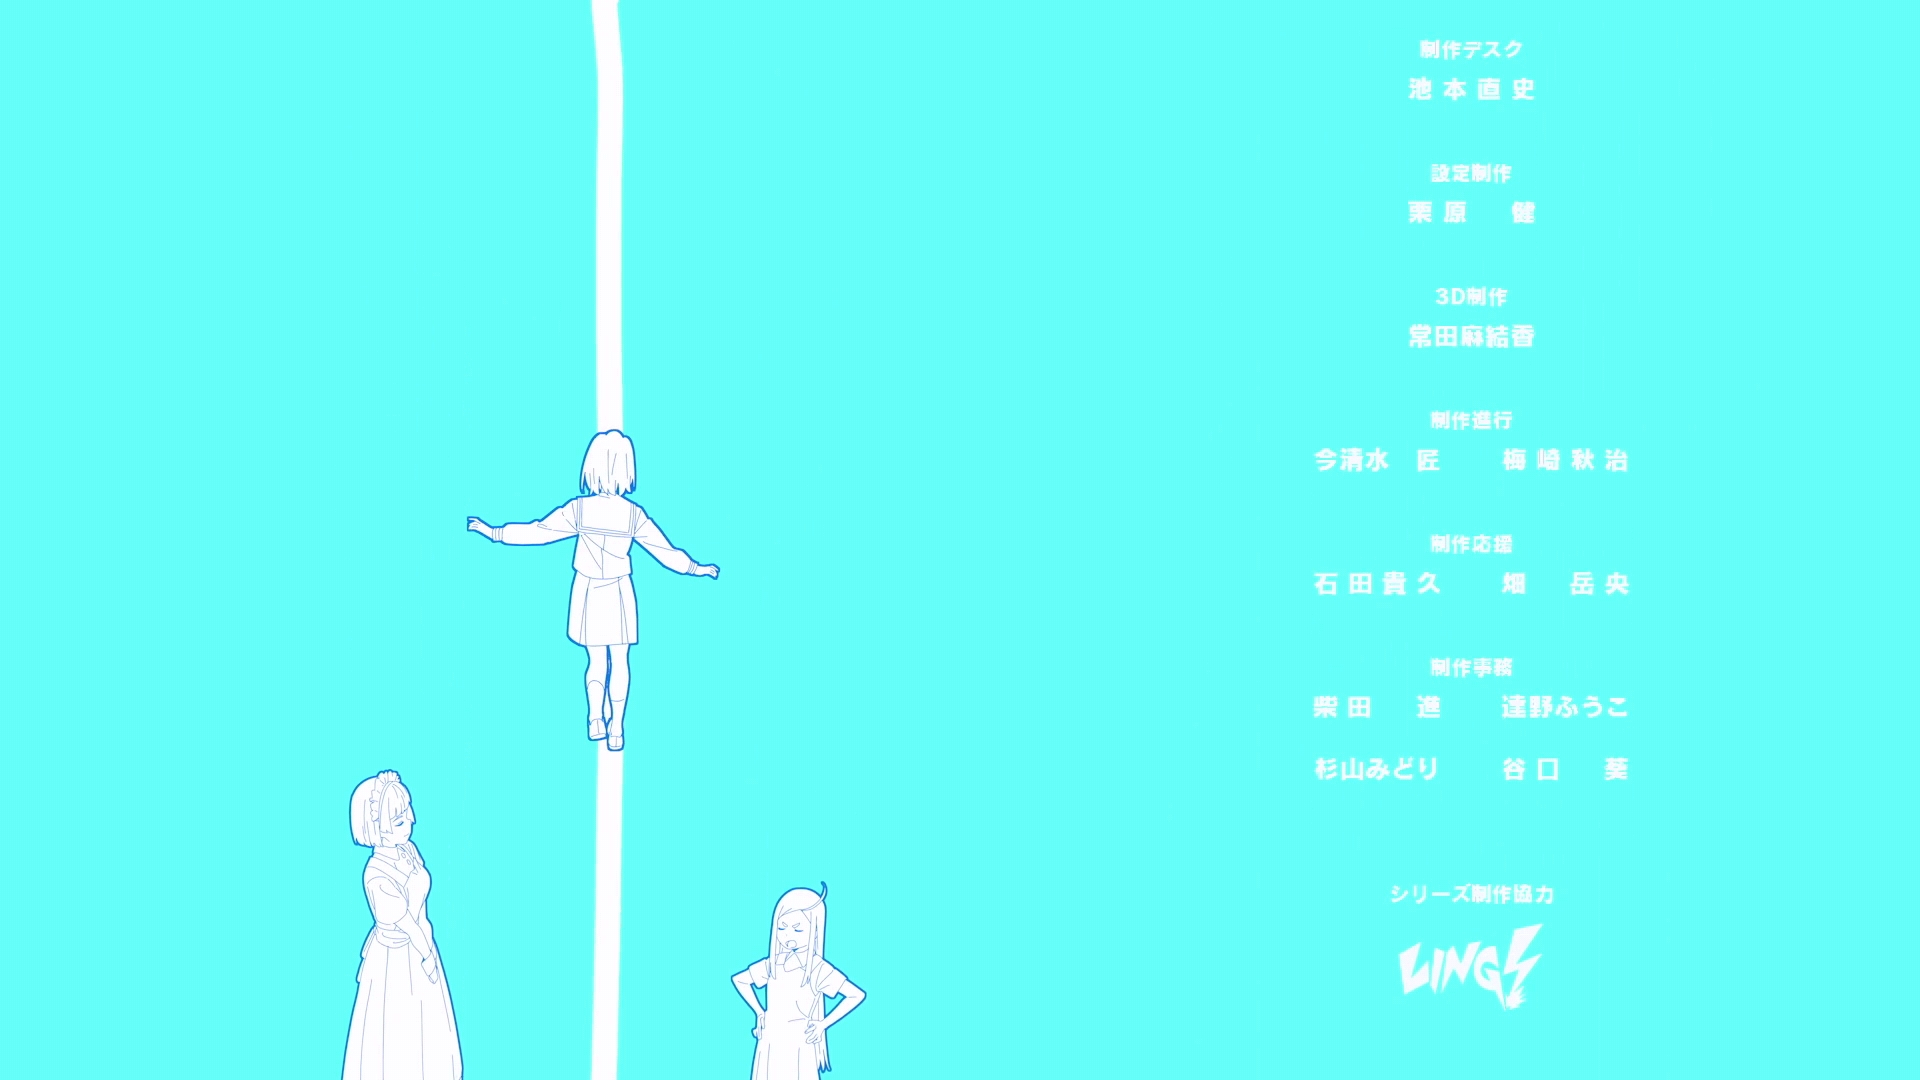 制作デスク
池本直史
設定制作
栗原 健
3D制作
常田麻結香
制作進行
今清水 匠 梅崎秋治
制作応援
石田貴久 畑 岳央
制作事務
柴田 進 達野ふうこ
杉山みどり 谷口 葵
シリーズ制作協力
LINGS